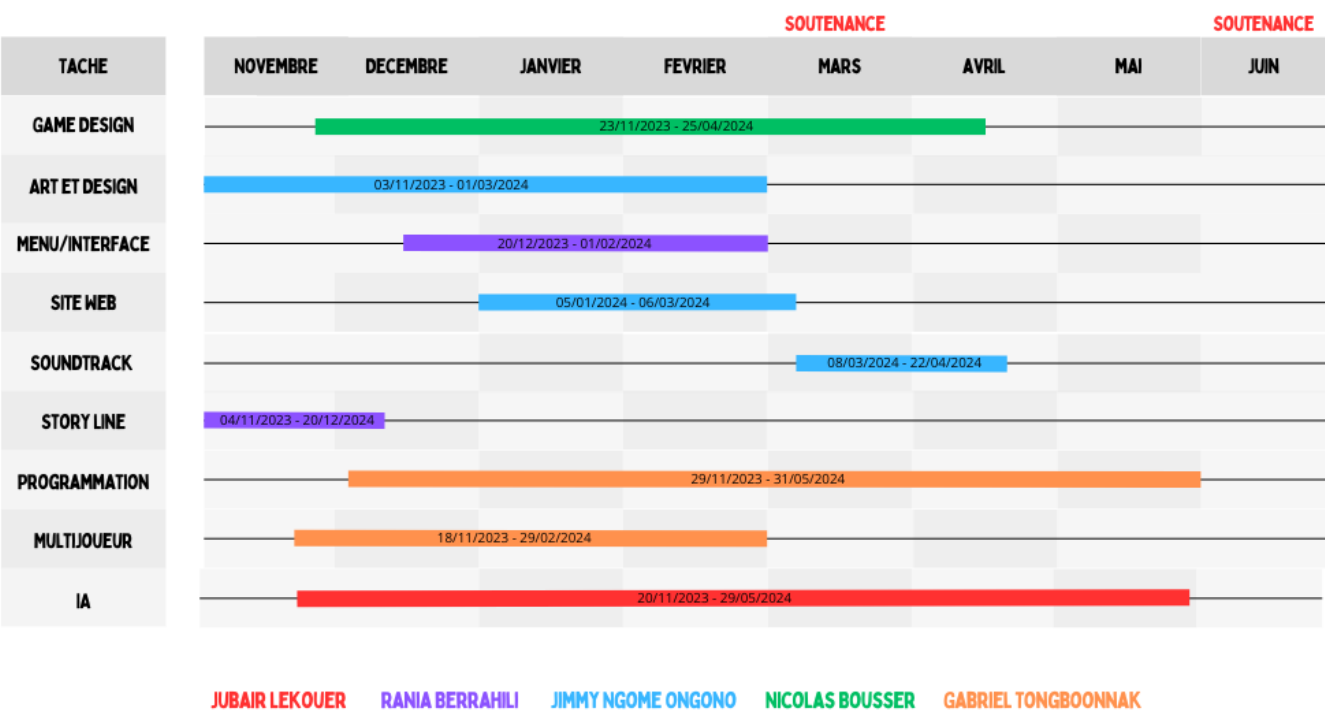 SOUTENANCE SOUTENANCE
TACHE NOVEMBRE DECEMBRE JANVIER FEVRIER MARS AVRIL MAI JUIN
GAME DESIGN 23/11/2023 - 25/04/2024
ART ET DESIGN 03/11/2023 - 01/03/2024
MENU/INTERFACE 20/12/2023 - 01/02/2024
SITE WEB 05/01/2024 - 06/03/2024
SOUNDTRACK 08/03/2024 - 22/04/2024
STORY LINE 04/11/2023 - 20/12/2024
PROGRAMMATION 29/11/2023 - 31/05/2024
MULTIJOUEUR 18/11/2023 - 29/02/2024
IA 20/11/2023 - 29/05/2024
JUBAIR LEKOUER RANIA BERRAHILI JIMMY NGOME ONGONO NICOLAS BOUSSER GABRIEL TONGBOONNAK